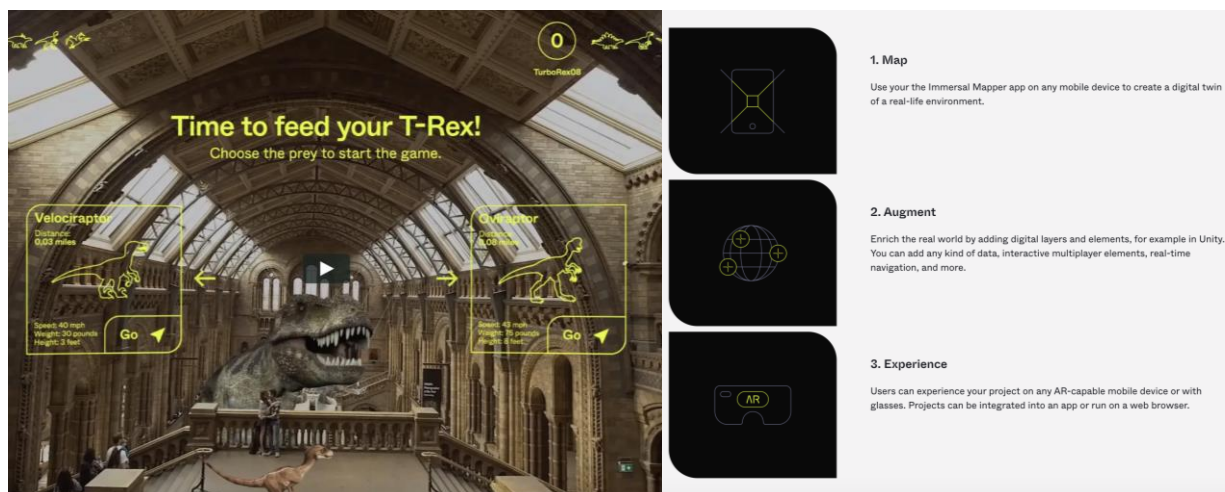 0
TurboRex08
Time to feed your T-Rex!
Choose the prey to start the game.
Velociraptor
Distance:
0,03 miles
Speed: 40 mph
Weight: 30 pounds
Height: 3 feet
Go
Oviraptor
Distance:
0,08 miles
Speed: 43 mph
Weight: 75 pounds
Height: 8 feet
Go
1. Map
Use your the Immersal Mapper app on any mobile device to create a digital twin
of a real-life environment.
2. Augment
Enrich the real world by adding digital layers and elements, for example in Unity.
You can add any kind of data, interactive multiplayer elements, real-time
navigation, and more.
AR
3. Experience
Users can experience your project on any AR-capable mobile device or with
glasses. Projects can be integrated into an app or run on a web browser.